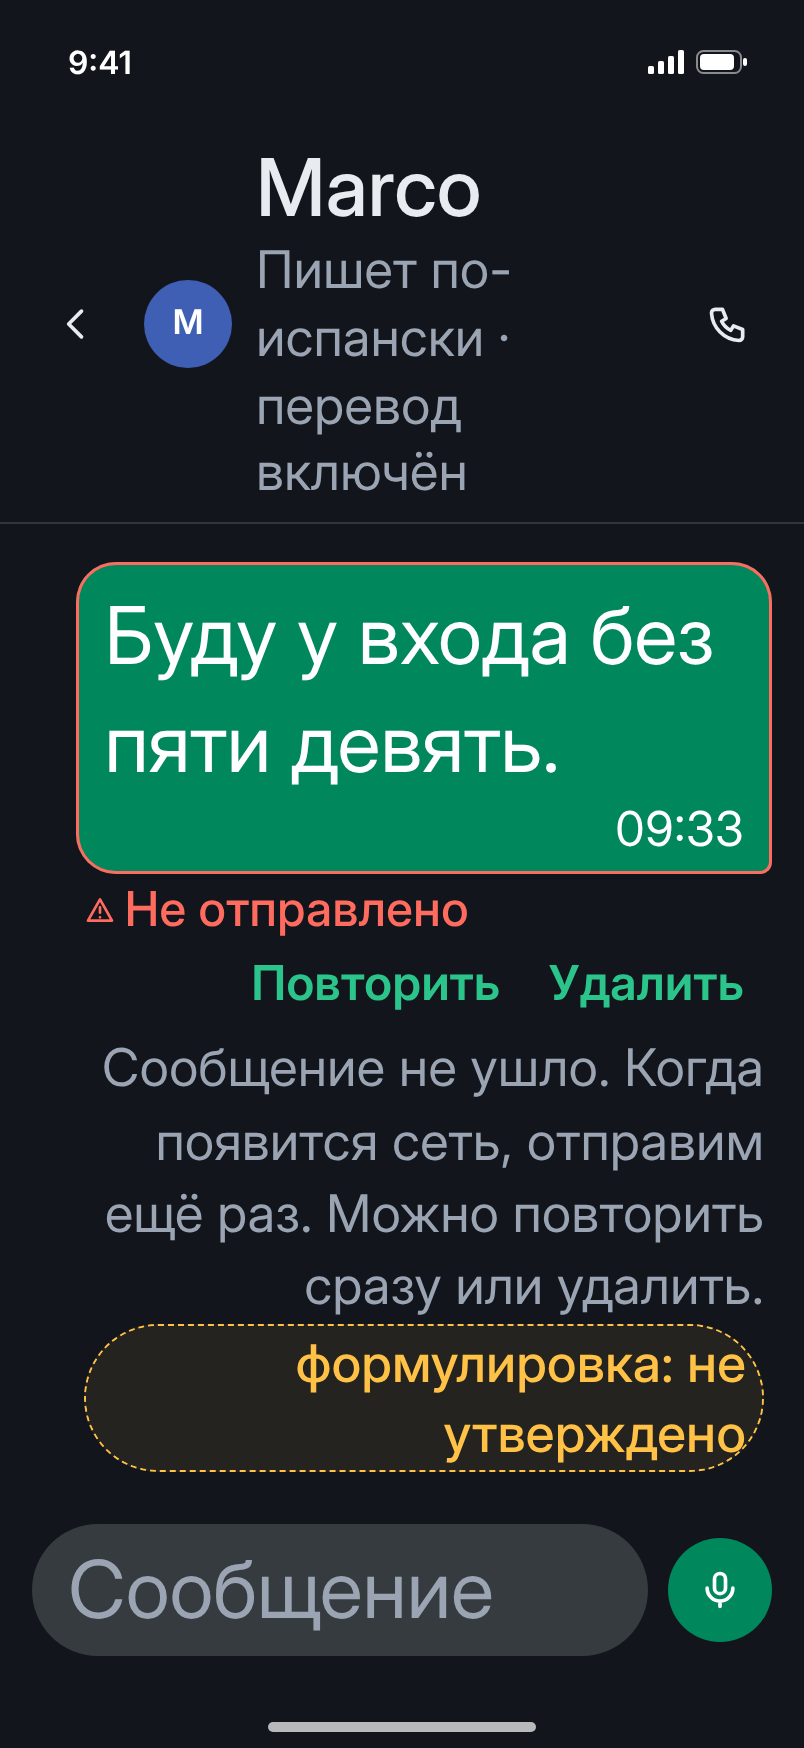 9:41
Marco
Пишет по-
испански ·
перевод
включён
M
Буду у входа без
пяти девять.
09:33
Не отправлено
Повторить Удалить
Сообщение не ушло. Когда
появится сеть, отправим
ещё раз. Можно повторить
сразу или удалить.
формулировка: не
утверждено
Сообщение